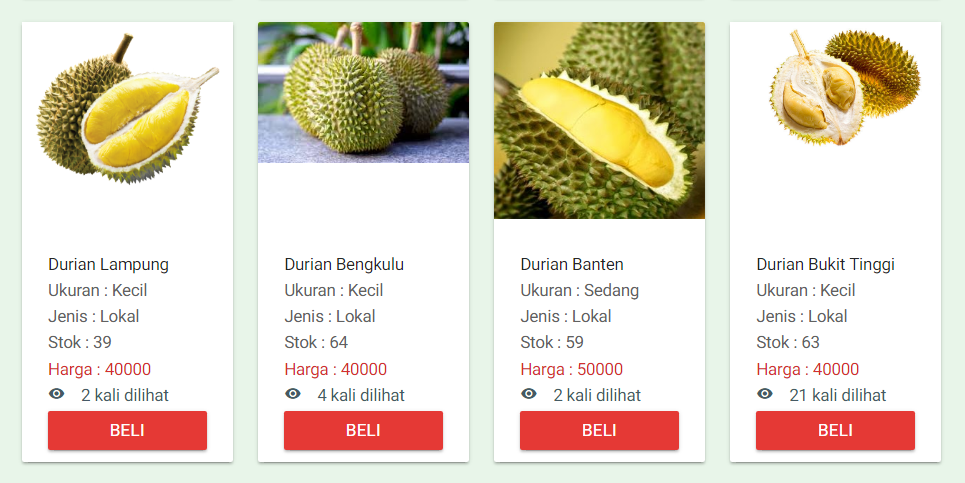 Durian Lampung
Ukuran : Kecil
Jenis : Lokal
Stok : 39
Harga : 40000
2 kali dilihat
BELI
Durian Bengkulu
Ukuran : Kecil
Jenis : Lokal
Stok : 64
Harga : 40000
4 kali dilihat
BELI
Durian Banten
Ukuran : Sedang
Jenis : Lokal
Stok : 59
Harga : 50000
2 kali dilihat
BELI
Durian Bukit Tinggi
Ukuran : Kecil
Jenis : Lokal
Stok : 63
Harga : 40000
21 kali dilihat
BELI